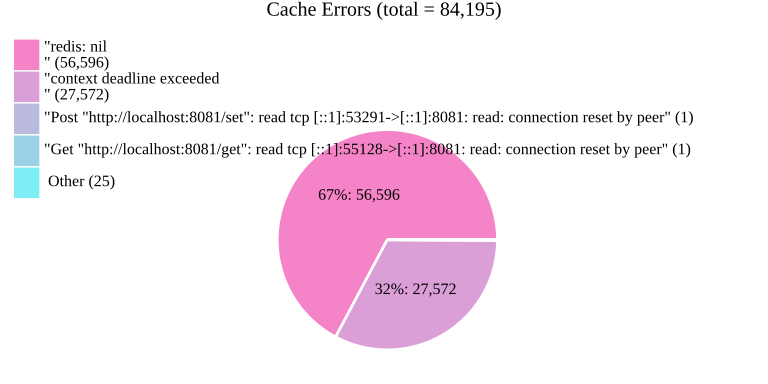 Cache Errors (total = 84,195)
"redis: nil
" (56,596)
"context deadline exceeded
" (27,572)
"Post "http://localhost:8081/set": read tcp [::1]:53291->[::1]:8081: read: connection reset by peer" (1)
"Get "http://localhost:8081/get": read tcp [::1]:55128->[::1]:8081: read: connection reset by peer" (1)
Other (25)
67%: 56,596
32%: 27,572